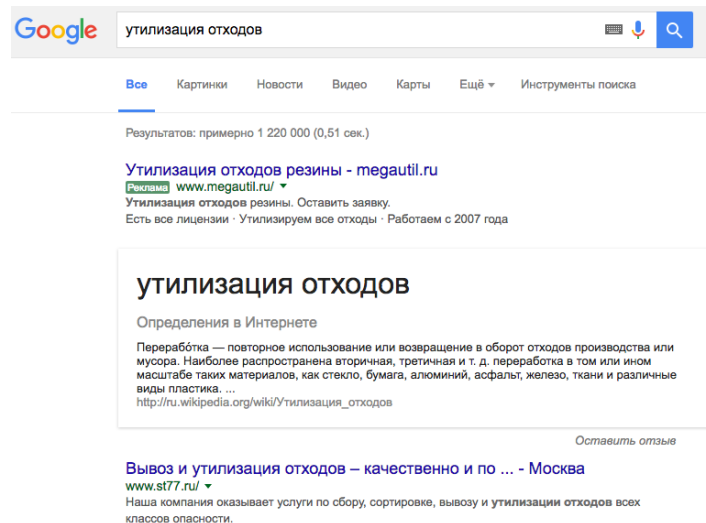 Google
утилизация отходов
Все Картинки Новости Видео Карты Ещё Инструменты поиска
Результатов: примерно 1 220 000 (0,51 сек.)
Утилизация отходов резины - megautil.ru
Реклама www.megautil.ru/
Утилизация отходов резины. Оставить заявку.
Есть все лицензии · Утилизируем все отходы · Работаем с 2007 года
утилизация отходов
Определения в Интернете
Перерабо́тка — повторное использование или возвращение в оборот отходов производства или
мусора. Наиболее распространена вторичная, третичная и т. д. переработка в том или ином
масштабе таких материалов, как стекло, бумага, алюминий, асфальт, железо, ткани и различные
виды пластика. ...
http://ru.wikipedia.org/wiki/Утилизация_отходов
Оставить отзыв
Вывоз и утилизация отходов – качественно и по ... - Москва
www.st77.ru/
Наша компания оказывает услуги по сбору, сортировке, вывозу и утилизации отходов всех
классов опасности.